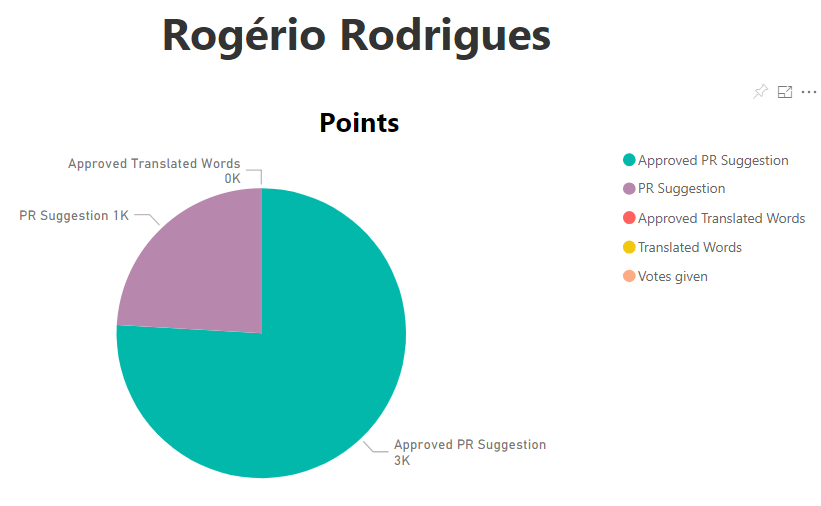 Rogério Rodrigues
Points
Approved Translated Words
0K
PR Suggestion 1K
Approved PR Suggestion
3K
Approved PR Suggestion
PR Suggestion
Approved Translated Words
Translated Words
Votes given